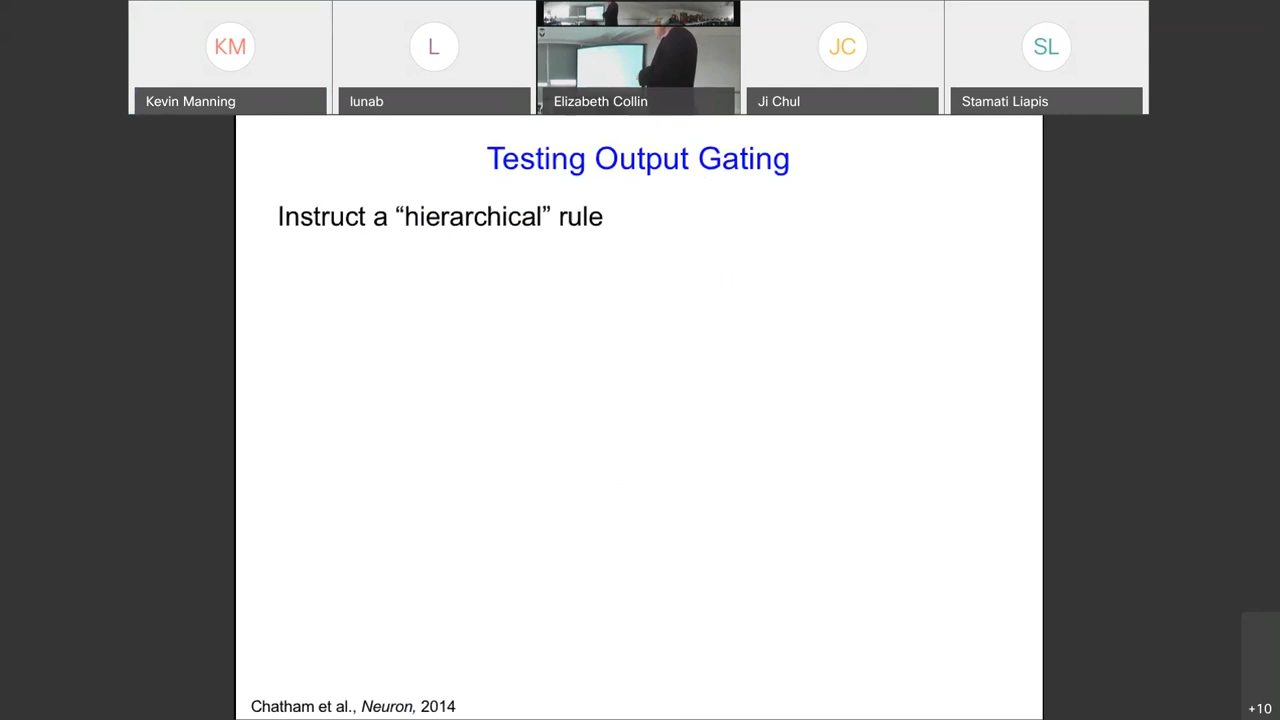 KM
L
JC
SL
Kevin Manning
lunab
Elizabeth Collin
Ji Chul
Stamati Liapis
Testing Output Gating
Instruct a “hierarchical” rule
Chatham et al., Neuron, 2014
+10